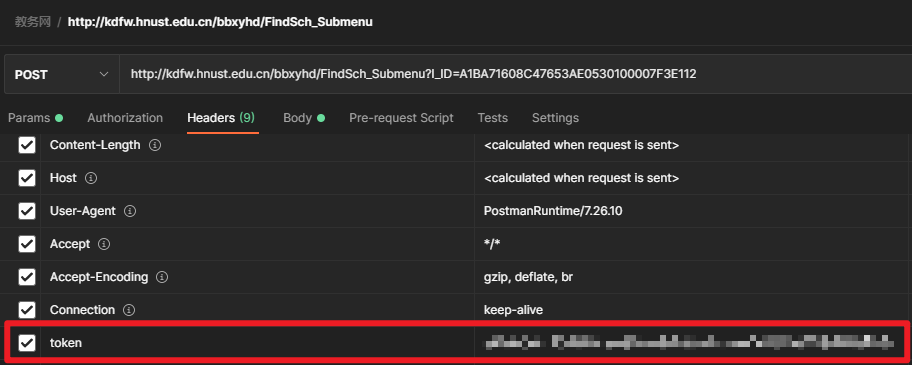 教务网 / http://kdfw.hnust.edu.cn/bbxyhd/FindSch_Submenu
POST http://kdfw.hnust.edu.cn/bbxyhd/FindSch_Submenu?I_ID=A1BA71608C47653AE0530100007F3E112
Params Authorization Headers (9) Body Pre-request Script Tests Settings
Content-Length <calculated when request is sent>
Host <calculated when request is sent>
User-Agent PostmanRuntime/7.26.10
Accept */*
Accept-Encoding gzip, deflate, br
Connection keep-alive
token